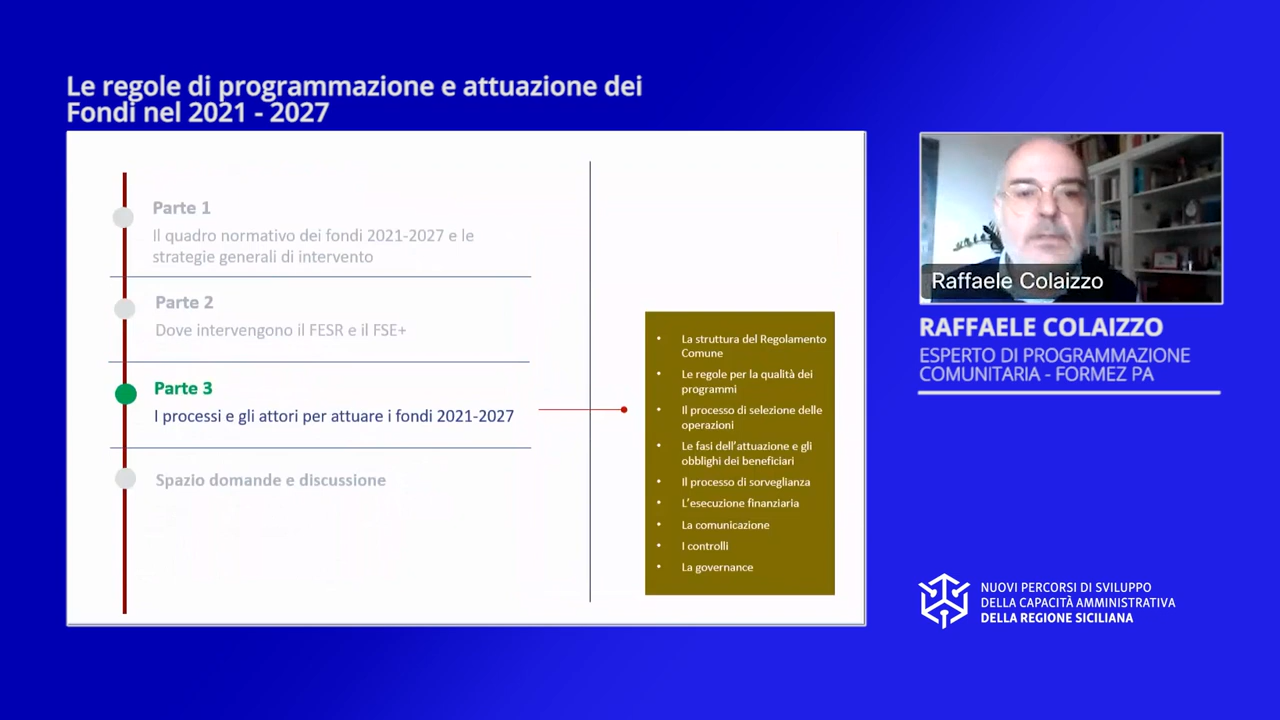 Le regole di programmazione e attuazione dei
Fondi nel 2021 - 2027
Parte 1
Il quadro normativo dei fondi 2021-2027 e le
strategie generali di intervento
Parte 2
Dove intervengono il FESR e il FSE+
Parte 3
I processi e gli attori per attuare i fondi 2021-2027
Spazio domande e discussione
• La struttura del Regolamento
Comune
• Le regole per la qualità dei
programmi
• Il processo di selezione delle
operazioni
• Le fasi dell'attuazione e gli
obblighi dei beneficiari
• Il processo di sorveglianza
• L'esecuzione finanziaria
• La comunicazione
• I controlli
• La governance
Raffaele Colaizzo
RAFFAELE COLAIZZO
ESPERTO DI PROGRAMMAZIONE
COMUNITARIA - FORMEZ PA
NUOVI PERCORSI DI SVILUPPO
DELLA CAPACITÀ AMMINISTRATIVA
DELLA REGIONE SICILIANA